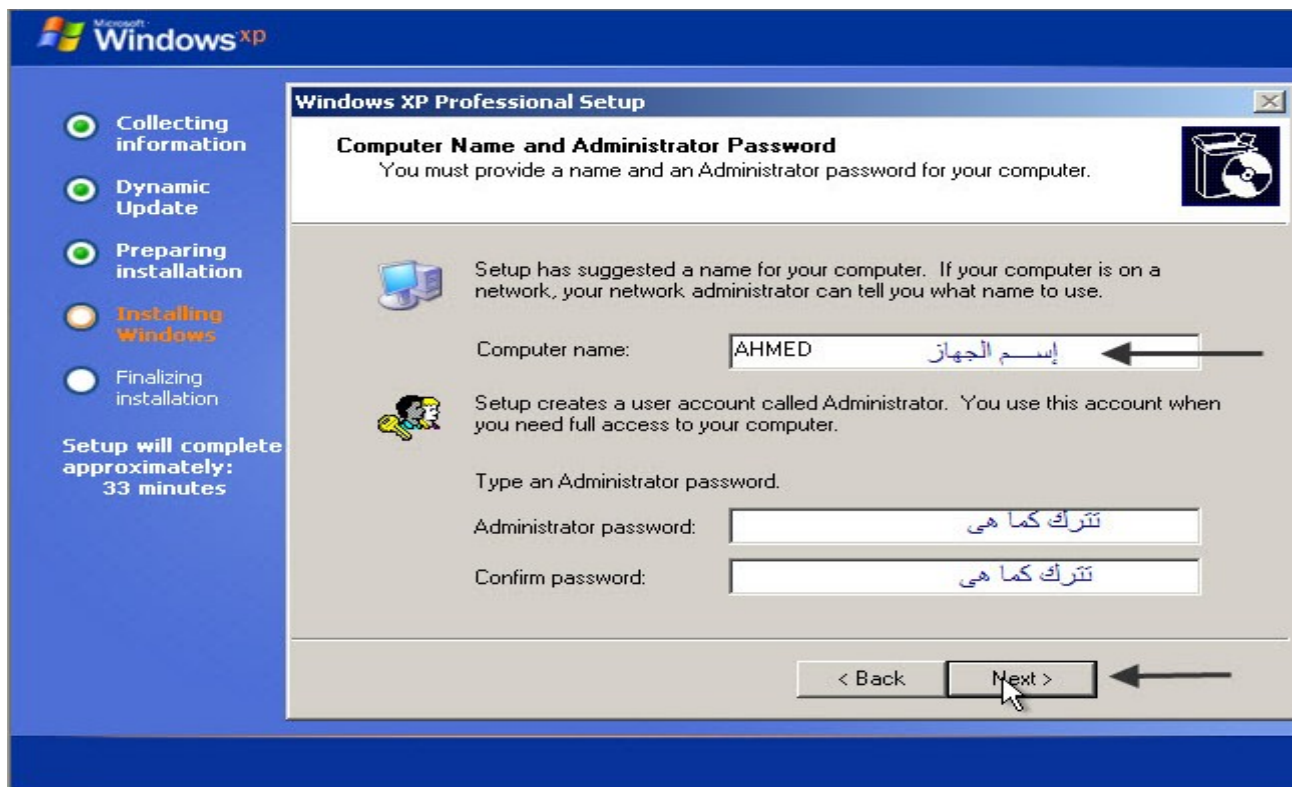 Microsoft
Windows xp
Collecting
information
Dynamic
Update
Preparing
installation
Installing
Windows
Finalizing
installation
Setup will complete
approximately:
33 minutes
Windows XP Professional Setup
Computer Name and Administrator Password
You must provide a name and an Administrator password for your computer.
Setup has suggested a name for your computer. If your computer is on a
network, your network administrator can tell you what name to use.
Computer name: AHMED إســـم الجهاز
Setup creates a user account called Administrator. You use this account when
you need full access to your computer.
Type an Administrator password.
Administrator password: تترك كما هى
Confirm password: تترك كما هى
< Back Next >